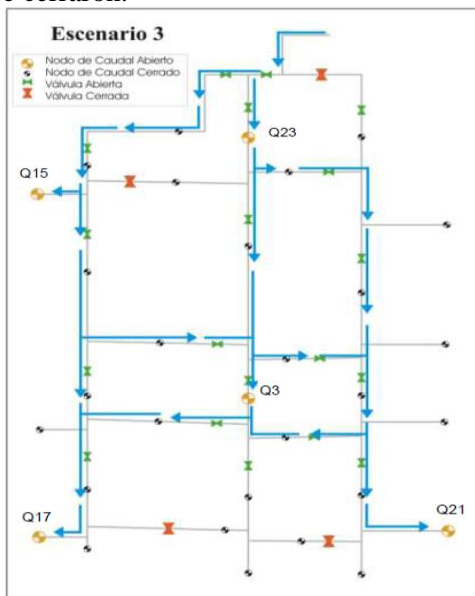 e cerraron.
Escenario 3
Nodo de Caudal Abierto
Nodo de Caudal Cerrado
Válvula Abierta
Válvula Cerrada
Q23
Q15
Q3
Q17
Q21